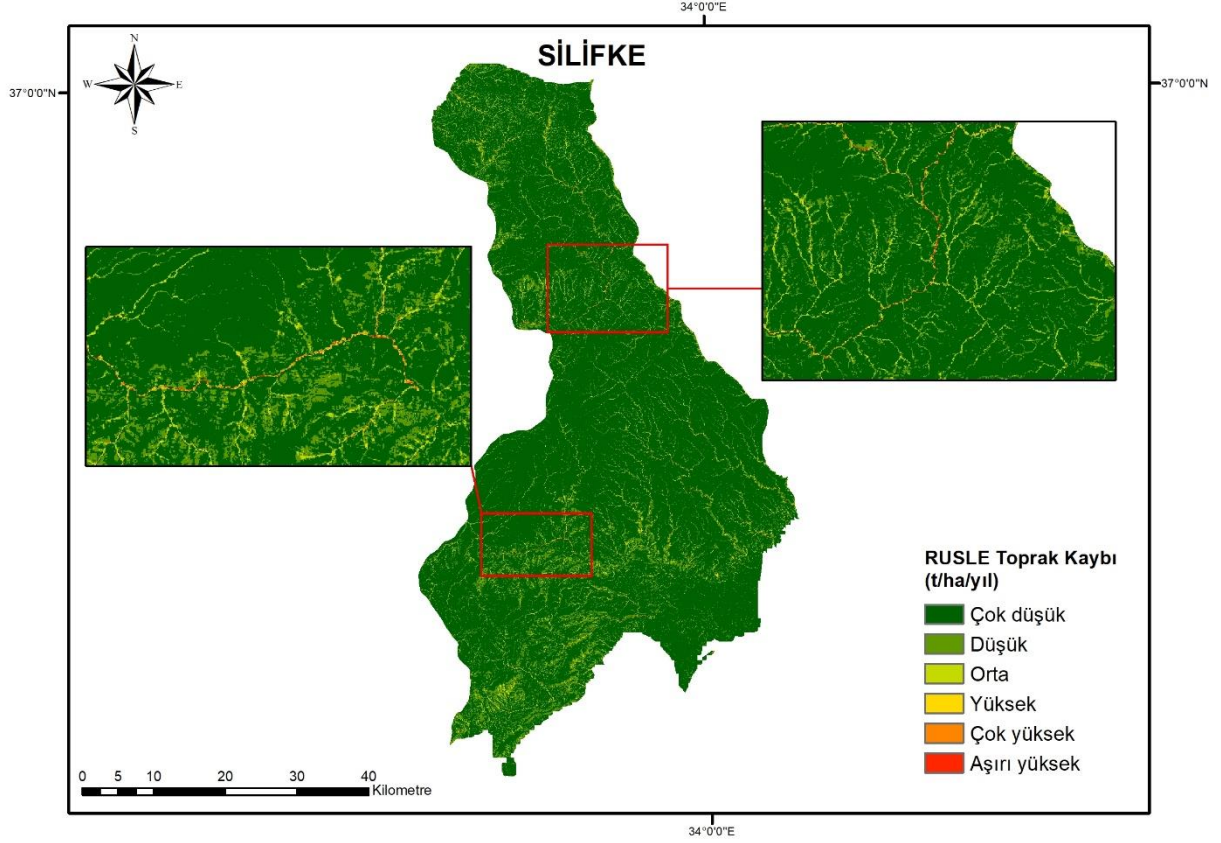 34°0'0"E
SİLİFKE
N
W
E
S
37°0'0"N
37°0'0"N
RUSLE Toprak Kaybı
(t/ha/yıl)
Çok düşük
Düşük
Orta
Yüksek
Çok yüksek
Aşırı yüksek
0 5 10 20 30 40
Kilometre
34°0'0"E